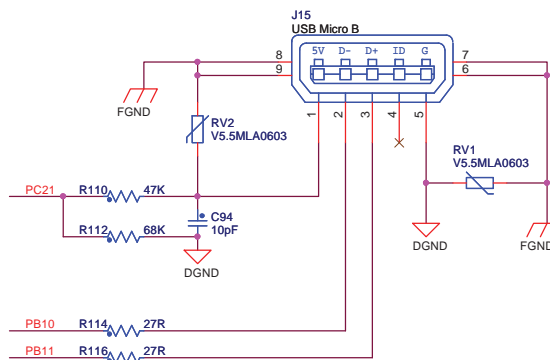 J15
USB Micro B
5V D- D+ ID G
8
9
7
6
1
2
3
4
5
FGND
RV2
V5.5MLA0603
RV1
V5.5MLA0603
PC21
R110
47K
C94
10pF
R112
68K
DGND
DGND
FGND
PB10
R114
27R
PB11
R116
27R